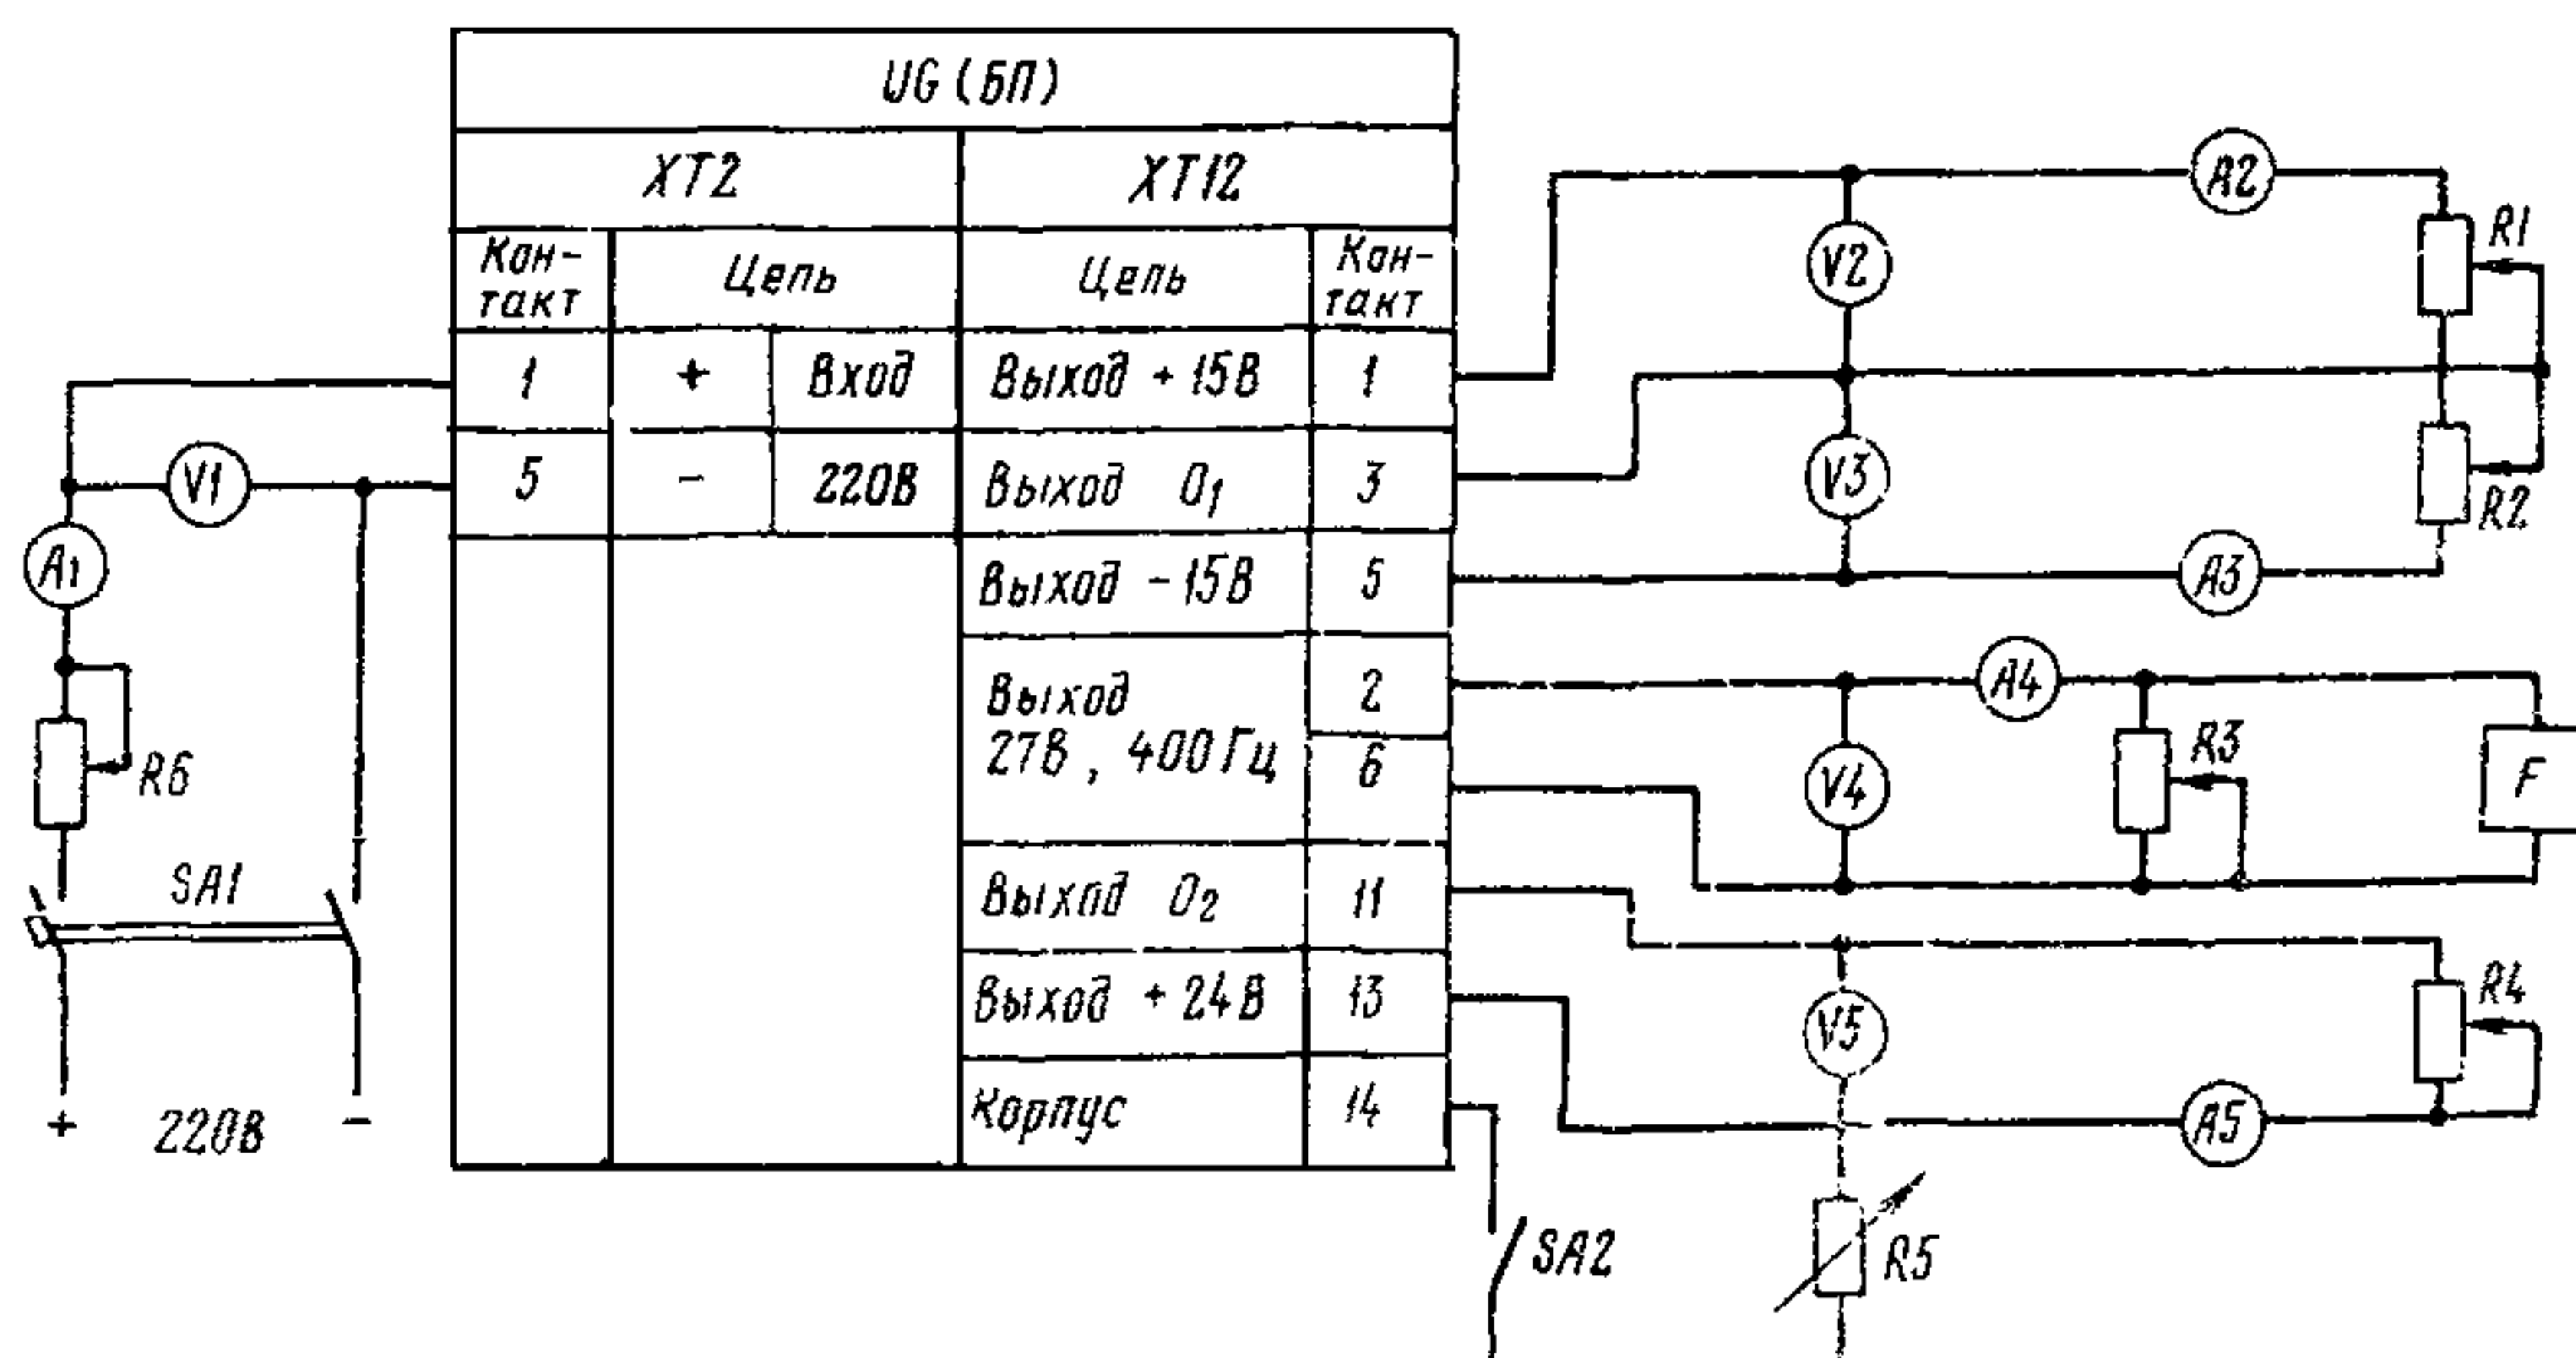 UG (БП)
XT2
XT12
Кон-
такт
Цепь
Цепь
Кон-
такт
1
+
Вход
Выход + 15В
1
5
-
220В
Выход 0₁
3
Выход - 15В
5
Выход
27В, 400Гц
2
6
Выход 0₂
11
Выход + 24В
13
Корпус
14
V1
A1
R6
SA1
+ 220В -
A2
V2
R1
V3
R2
A3
A4
V4
R3
F
V5
R4
A5
SA2
R5